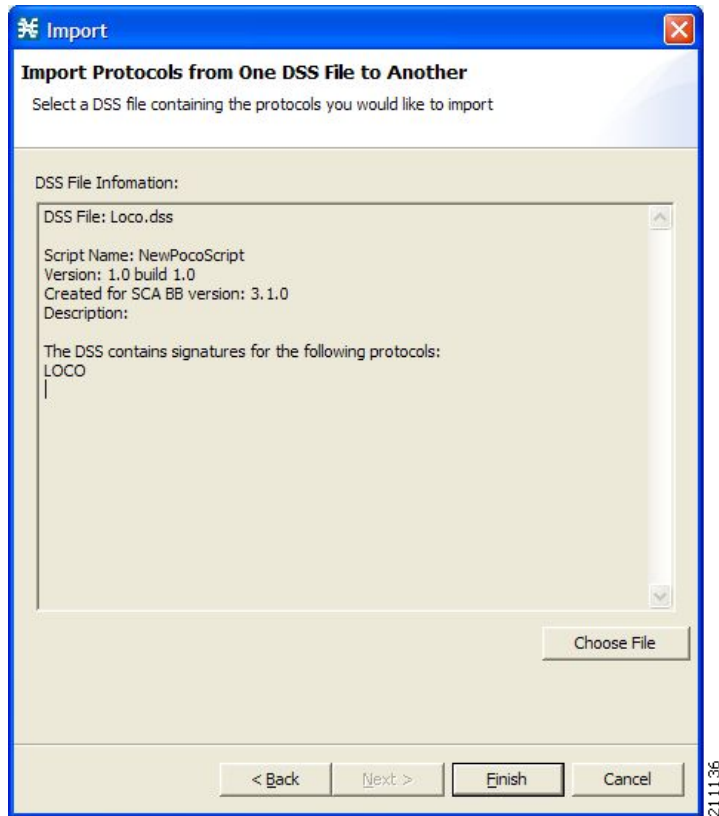 Import
Import Protocols from One DSS File to Another
Select a DSS file containing the protocols you would like to import
DSS File Infomation:
DSS File: Loco.dss
Script Name: NewPocoScript
Version: 1.0 build 1.0
Created for SCA BB version: 3.1.0
Description:
The DSS contains signatures for the following protocols:
LOCO
Choose File
< Back
Next >
Finish
Cancel
211136